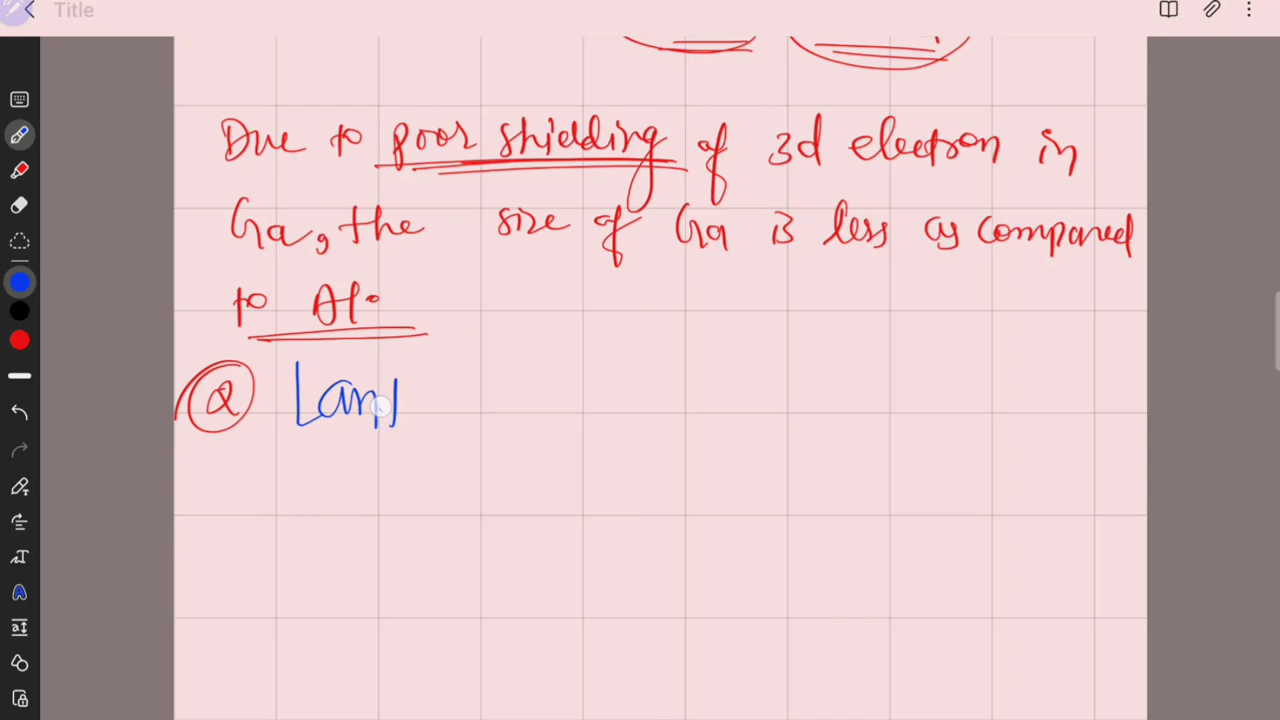 Title
Due to poor shielding of 3d electron in
Ga, the size of Ga is less as compared
to Al.
② Lan